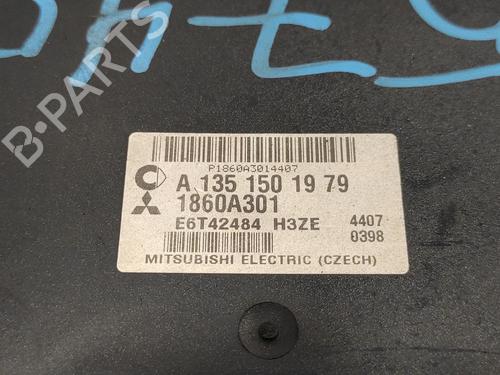 P1860A3014407
A 135 150 19 79
1860A301
E6T42484 H3ZE 4407
0398
MITSUBISHI ELECTRIC (CZECH)
B-PARTS